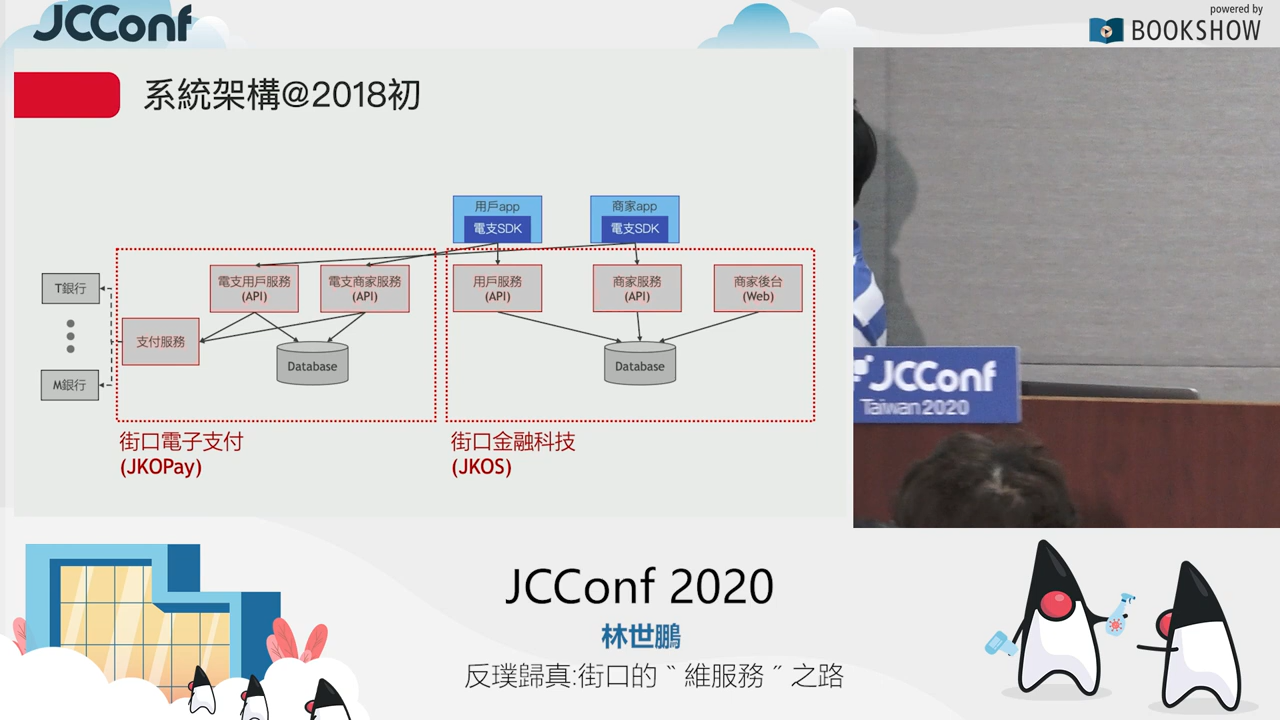 JCConf
powered by
BOOKSHOW
系統架構@2018初
用戶app
電支SDK
商家app
電支SDK
T銀行
M銀行
電支用戶服務
(API)
電支商家服務
(API)
支付服務
Database
用戶服務
(API)
商家服務
(API)
商家後台
(Web)
Database
街口電子支付
(JKOPay)
街口金融科技
(JKOS)
JCConf
Taiwan 2020
JCConf 2020
林世鵬
反璞歸真:街口的〝維服務〞之路